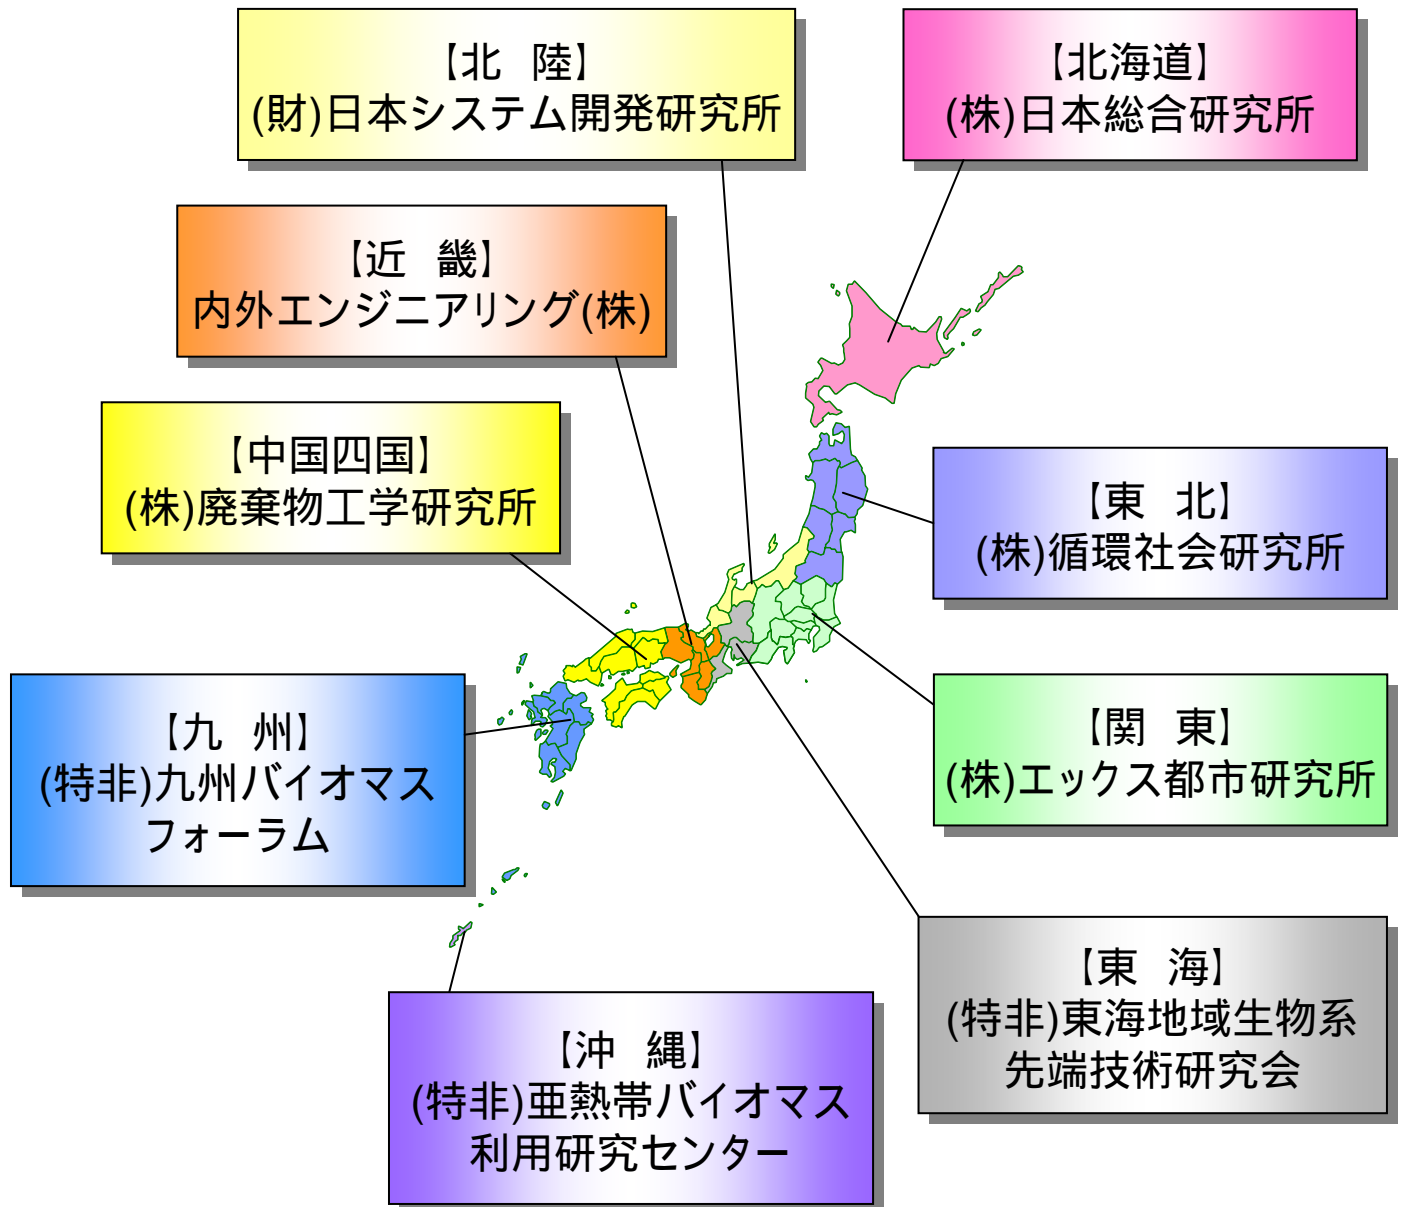 【北　陸】
(財)日本システム開発研究所
【北海道】
(株)日本総合研究所
【近　畿】
内外エンジニアリング(株)
【中国四国】
(株)廃棄物工学研究所
【東　北】
(株)循環社会研究所
【九　州】
(特非)九州バイオマス
フォーラム
【関　東】
(株)エックス都市研究所
【東　海】
(特非)東海地域生物系
先端技術研究会
【沖　縄】
(特非)亜熱帯バイオマス
利用研究センター